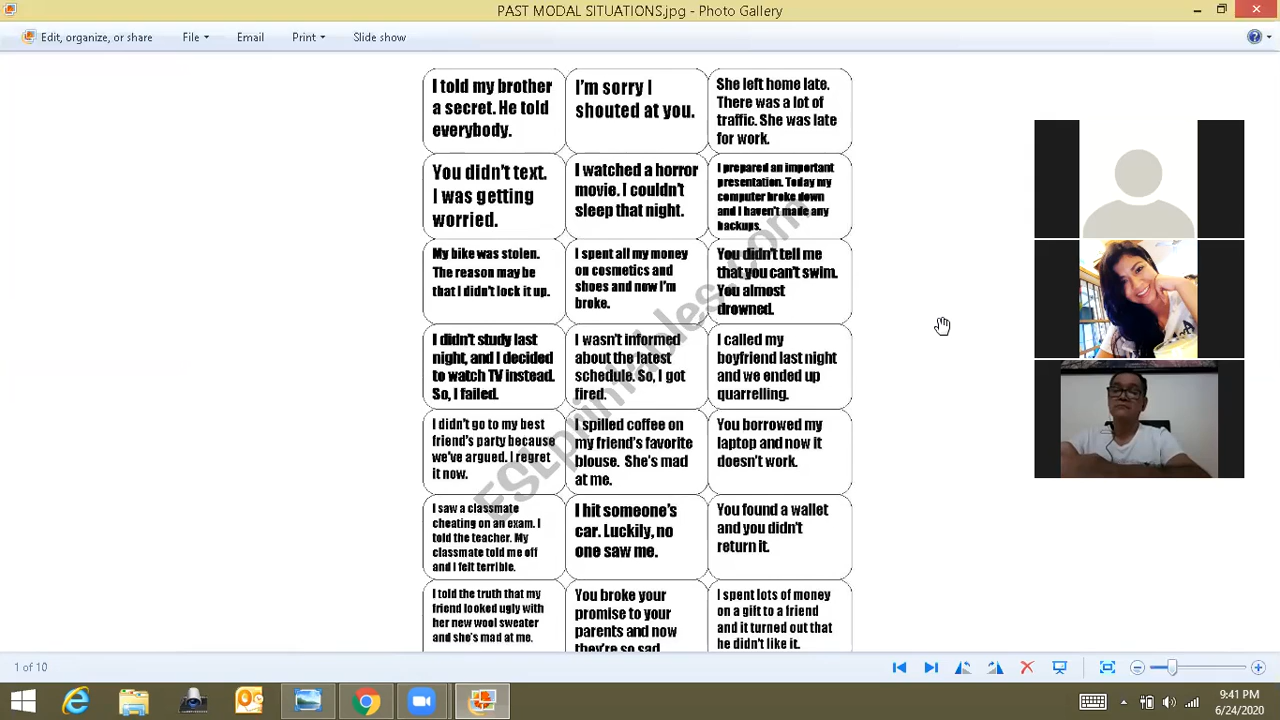 PAST MODAL SITUATIONS.jpg - Photo Gallery
Edit, organize, or share
File
Email
Print
Slide show
I told my brother
a secret. He told
everybody.
I'm sorry I
shouted at you.
She left home late.
There was a lot of
traffic. She was late
for work.
You didn't text.
I was getting
worried.
I watched a horror
movie. I couldn't
sleep that night.
I prepared an important
presentation. Today my
computer broke down
and I haven't made any
backups.
My bike was stolen.
The reason may be
that I didn't lock it up.
I spent all my money
on cosmetics and
shoes and now I'm
broke.
You didn't tell me
that you can't swim.
You almost
drowned.
I didn't study last
night, and I decided
to watch TV instead.
So, I failed.
I wasn't informed
about the latest
schedule. So, I got
fired.
I called my
boyfriend last night
and we ended up
quarrelling.
I didn't go to my best
friend's party because
we've argued. I regret
it now.
I spilled coffee on
my friend's favorite
blouse. She's mad
at me.
You borrowed my
laptop and now it
doesn't work.
I saw a classmate
cheating on an exam. I
told the teacher. My
classmate told me off
and I felt terrible.
I hit someone's
car. Luckily, no
one saw me.
You found a wallet
and you didn't
return it.
I told the truth that my
friend looked ugly with
her new wool sweater
and she's mad at me.
You broke your
promise to your
parents and now
they're so sad
I spent lots of money
on a gift to a friend
and it turned out that
he didn't like it.
ESLprintables.com
1 of 10
9:41 PM
6/24/2020